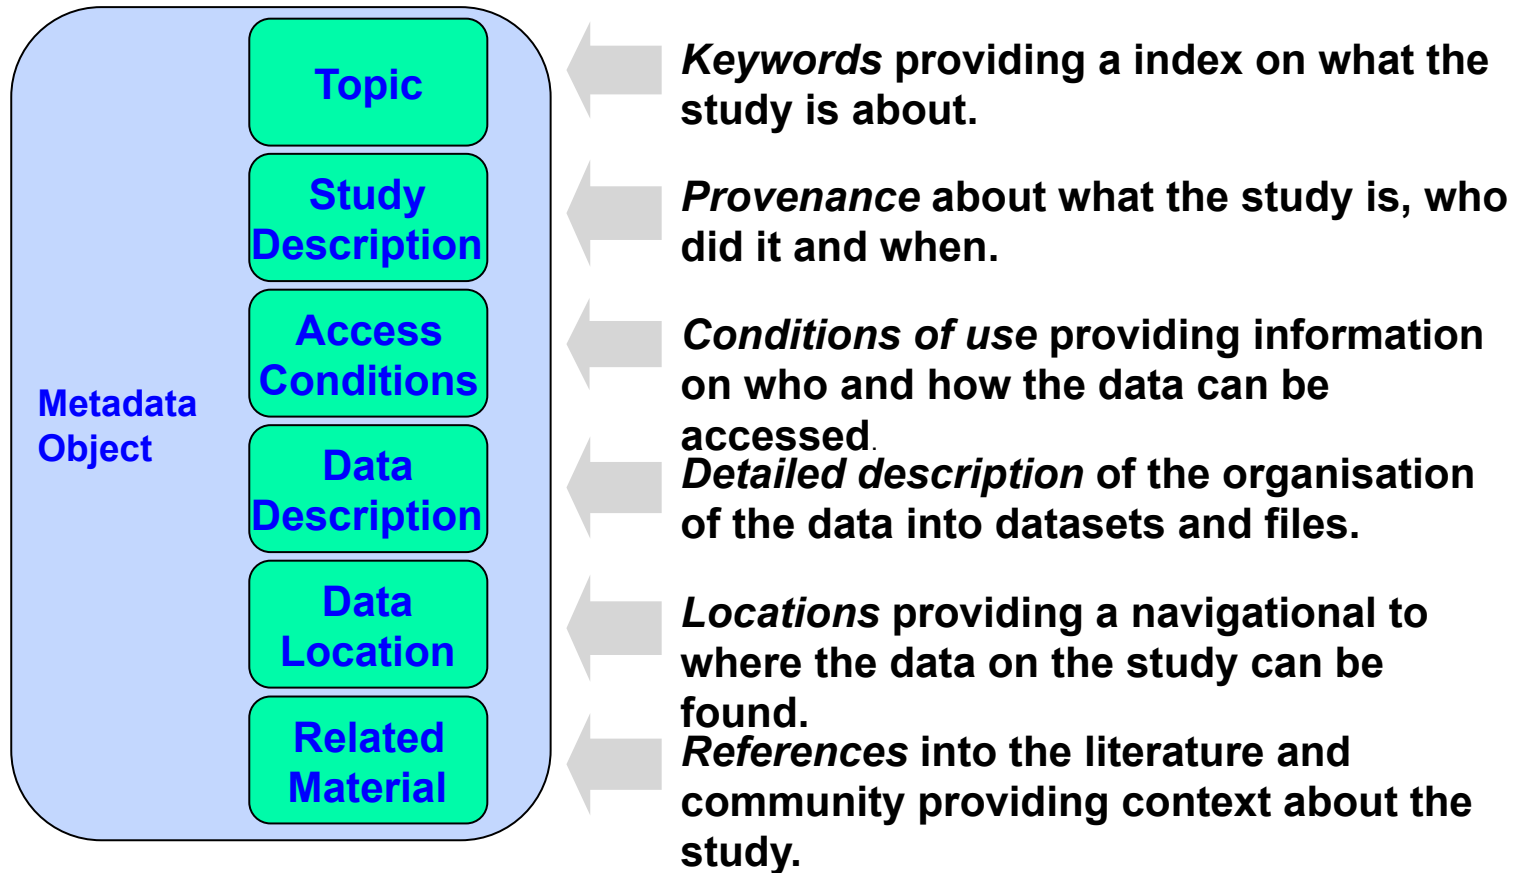 Topic
Keywords providing a index on what the
study is about.
Study
Description
Provenance about what the study is, who
did it and when.
Access
Conditions
Conditions of use providing information
on who and how the data can be
accessed.
Metadata
Object
Data
Description
Detailed description of the organisation
of the data into datasets and files.
Data
Location
Locations providing a navigational to
where the data on the study can be
found.
Related
Material
References into the literature and
community providing context about the
study.